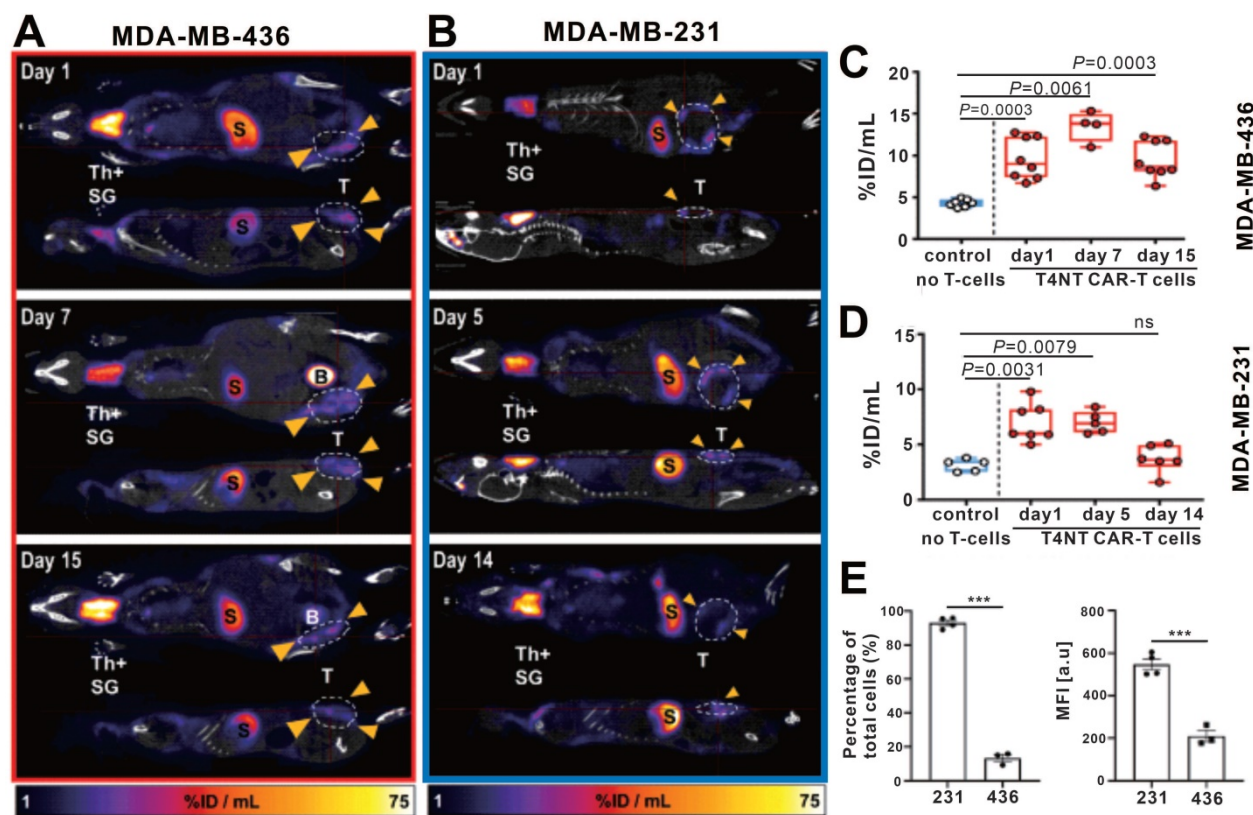 A
MDA-MB-436
Day 1
S
Th+
SG
T
S
Day 7
S
B
Th+
SG
T
S
Day 15
S
B
Th+
SG
T
S
1 %ID / mL 75
B
MDA-MB-231
Day 1
S
Th+
SG
T
Day 5
S
Th+
SG
T
S
Day 14
S
Th+
SG
T
S
1 %ID / mL 75
C
P=0.0003
P=0.0061
P=0.0003
20
15
10
5
0
%ID/mL
control day1 day 7 day 15
no T-cells T4NT CAR-T cells
MDA-MB-436
D
ns
P=0.0079
P=0.0031
15
10
5
0
%ID/mL
control day1 day 5 day 14
no T-cells T4NT CAR-T cells
MDA-MB-231
E
Percentage of
total cells (%)
100
80
60
40
20
0
***
231 436
MFI [a.u]
800
600
400
200
0
***
231 436